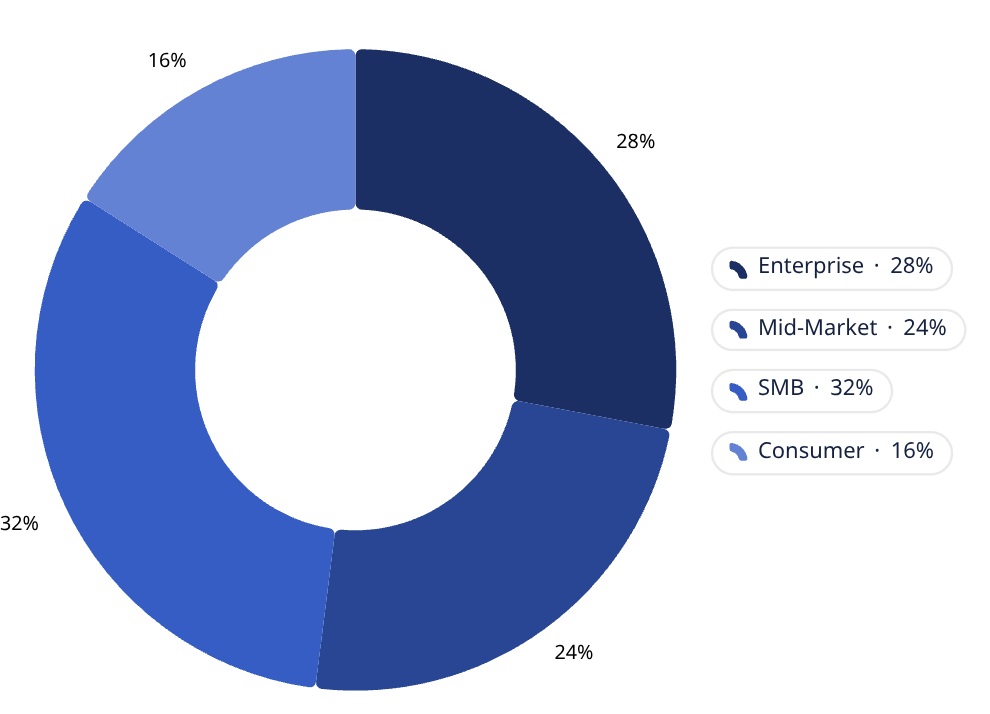 16%
28%
Enterprise · 28%
Mid-Market · 24%
SMB · 32%
Consumer · 16%
32%
24%